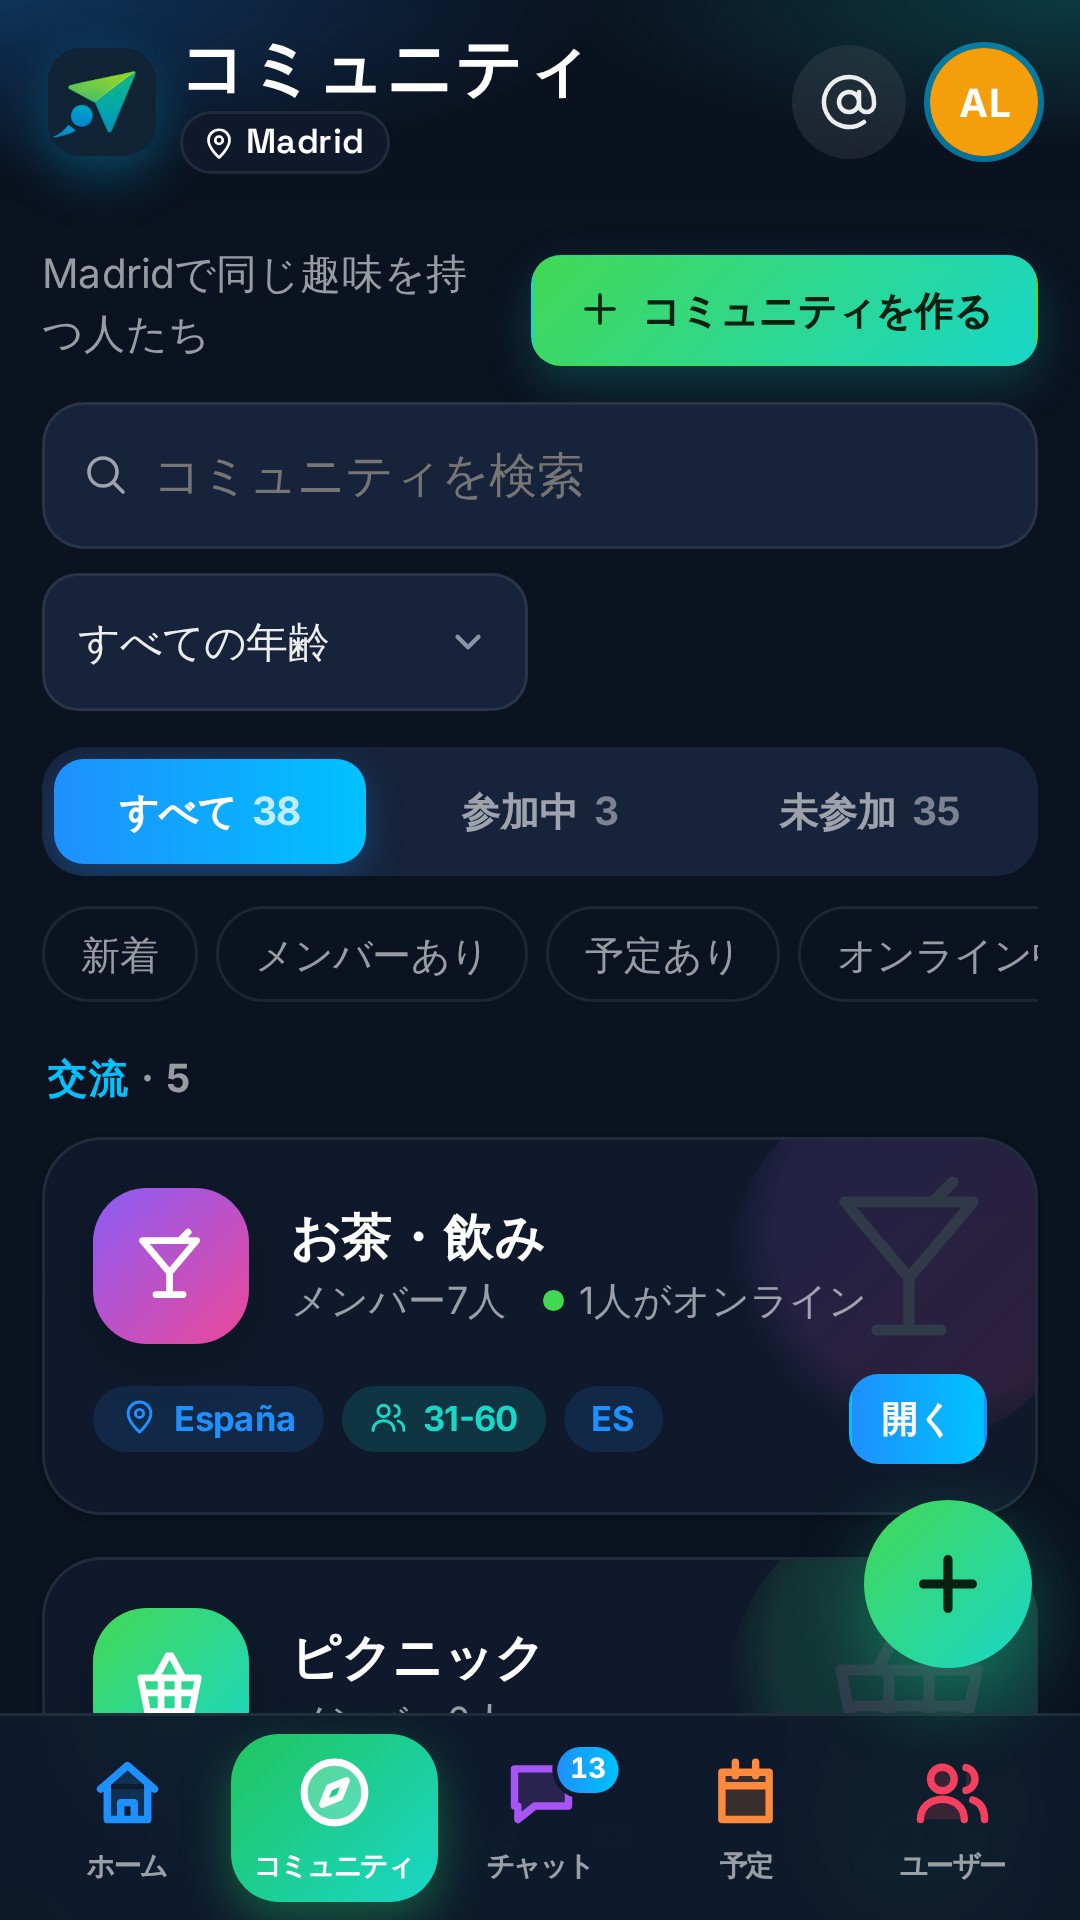 コミュニティ
Madrid
AL
Madridで同じ趣味を持
つ人たち
コミュニティを作る
コミュニティを検索
すべての年齢
すべて 38
参加中 3
未参加 35
新着
メンバーあり
予定あり
オンライン
交流 · 5
お茶・飲み
メンバー7人
1人がオンライン
España
31-60
ES
開く
ピクニック
13
ホーム
コミュニティ
チャット
予定
ユーザー